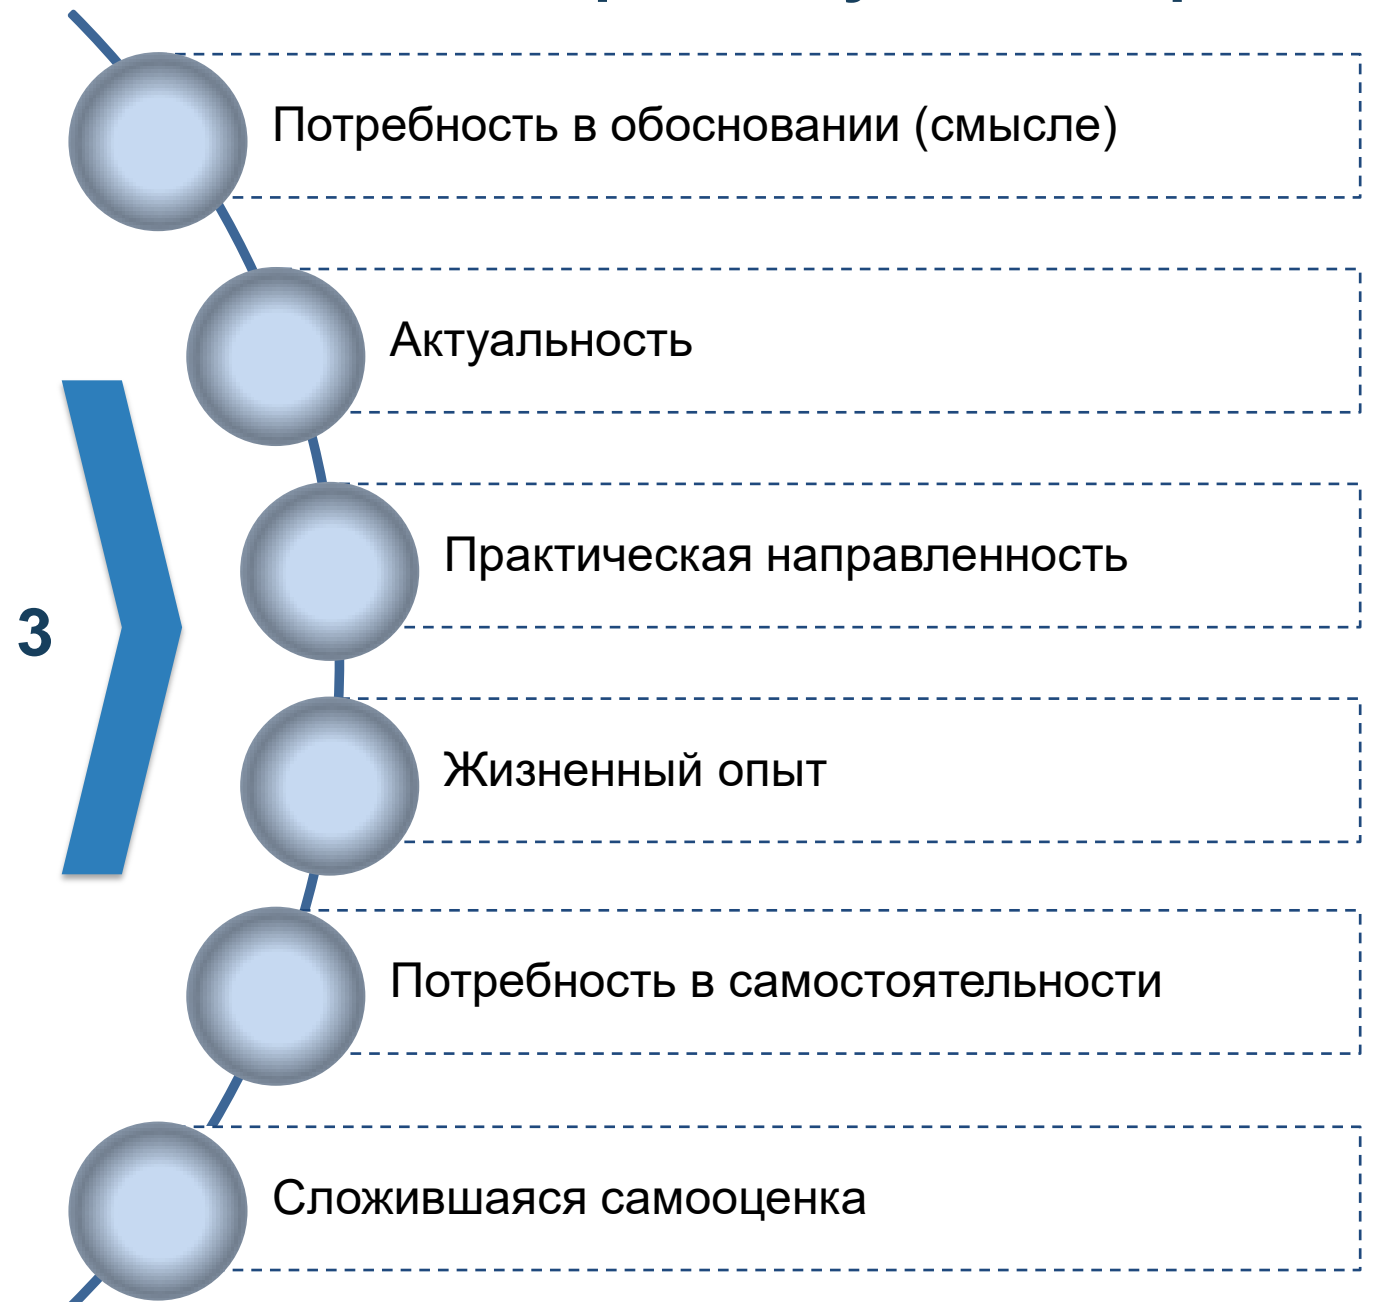 Потребность в обосновании (смысле)
Актуальность
Практическая направленность
3
Жизненный опыт
Потребность в самостоятельности
Сложившаяся самооценка